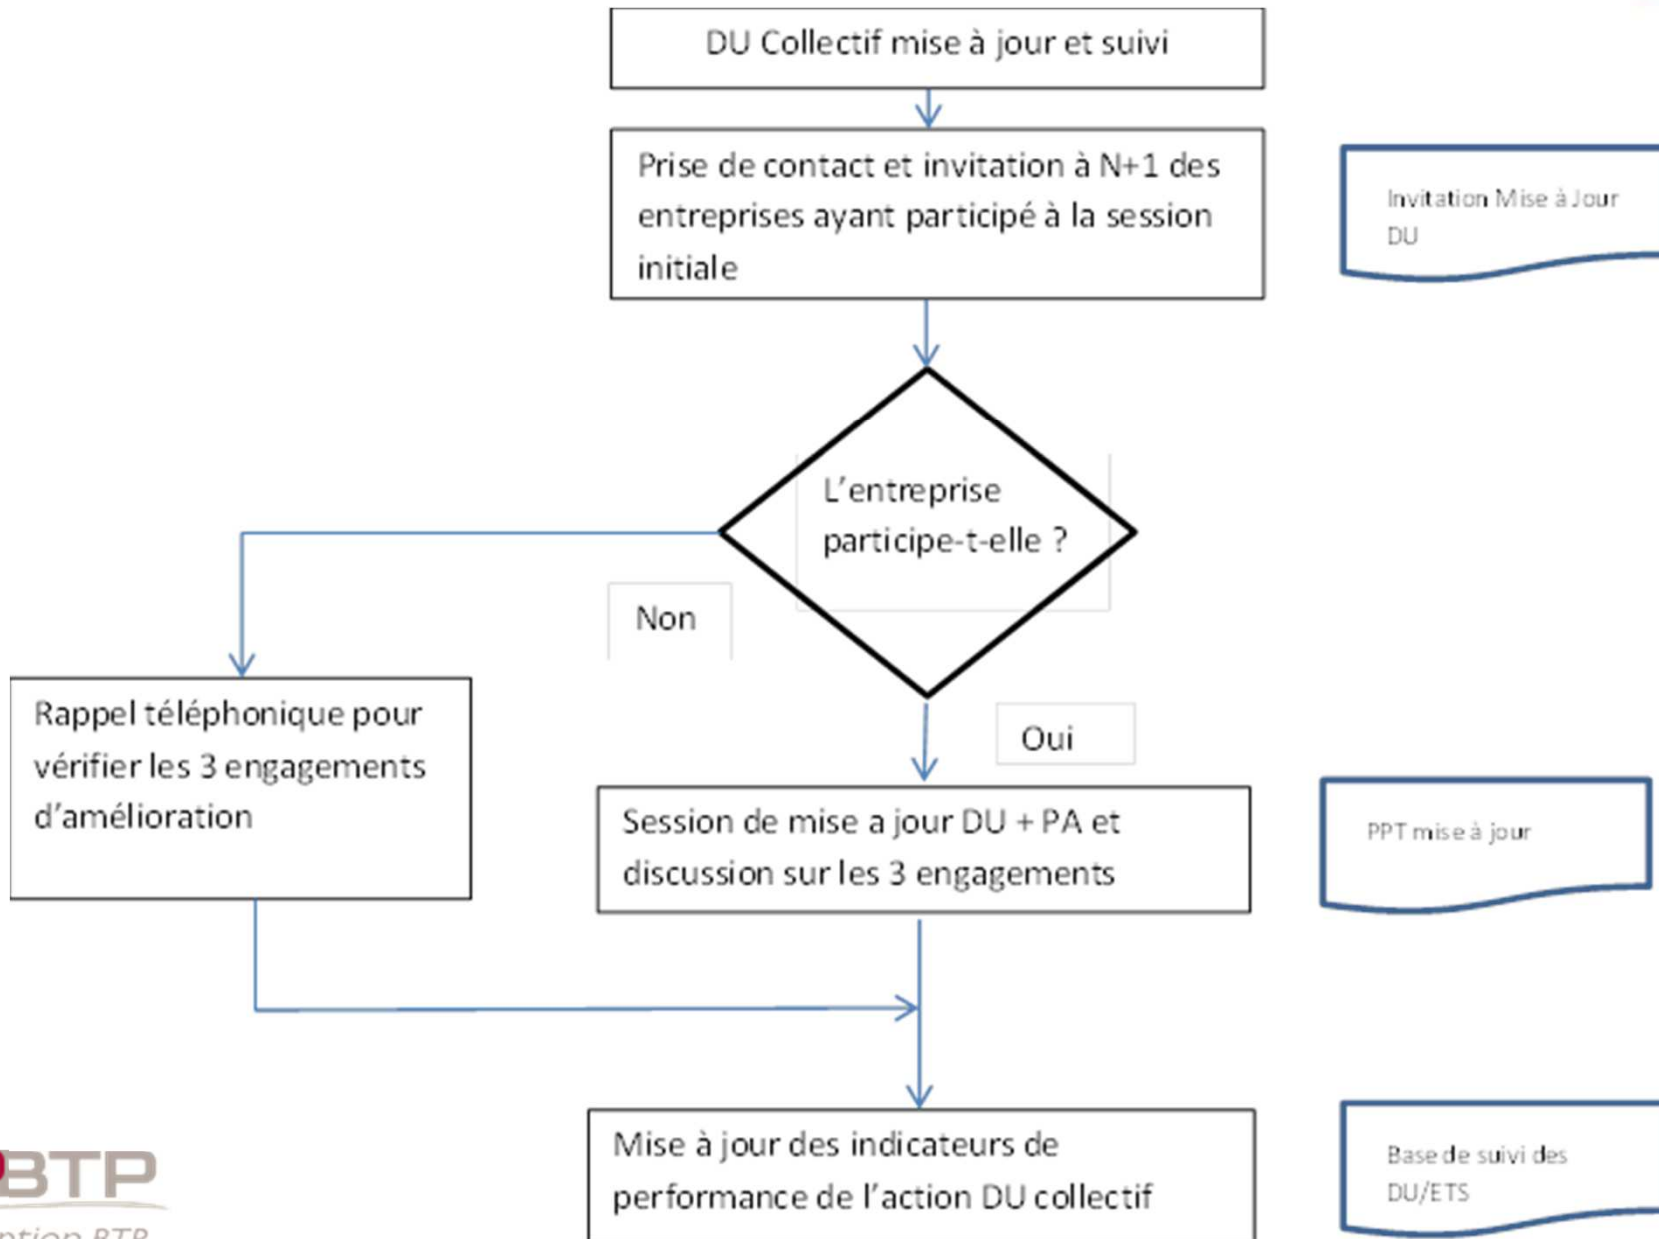 DU Collectif mise à jour et suivi
Prise de contact et invitation à N+1 des
entreprises ayant participé à la session
initiale
Invitation Mise à Jour
DU
L’entreprise
participe-t-elle ?
Non
Oui
Rappel téléphonique pour
vérifier les 3 engagements
d’amélioration
Session de mise a jour DU + PA et
discussion sur les 3 engagements
PPT mise à jour
Mise à jour des indicateurs de
performance de l’action DU collectif
Base de suivi des
DU/ETS
BTP
BTP